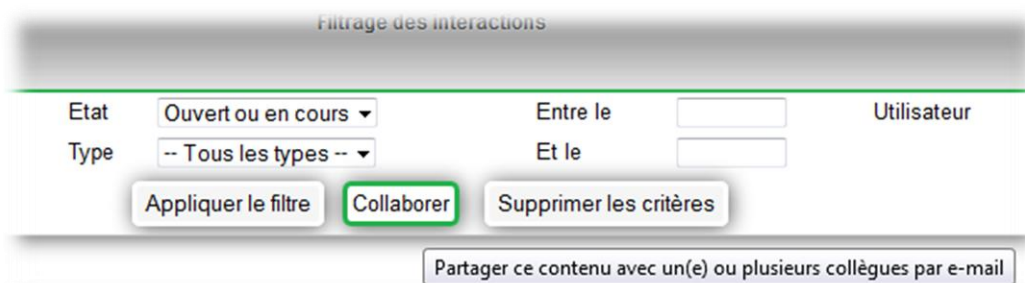 Filtrage des interactions
Etat Ouvert ou en cours Entre le Utilisateur
Type -- Tous les types -- Et le
Appliquer le filtre Collaborer Supprimer les critères
Partager ce contenu avec un(e) ou plusieurs collègues par e-mail